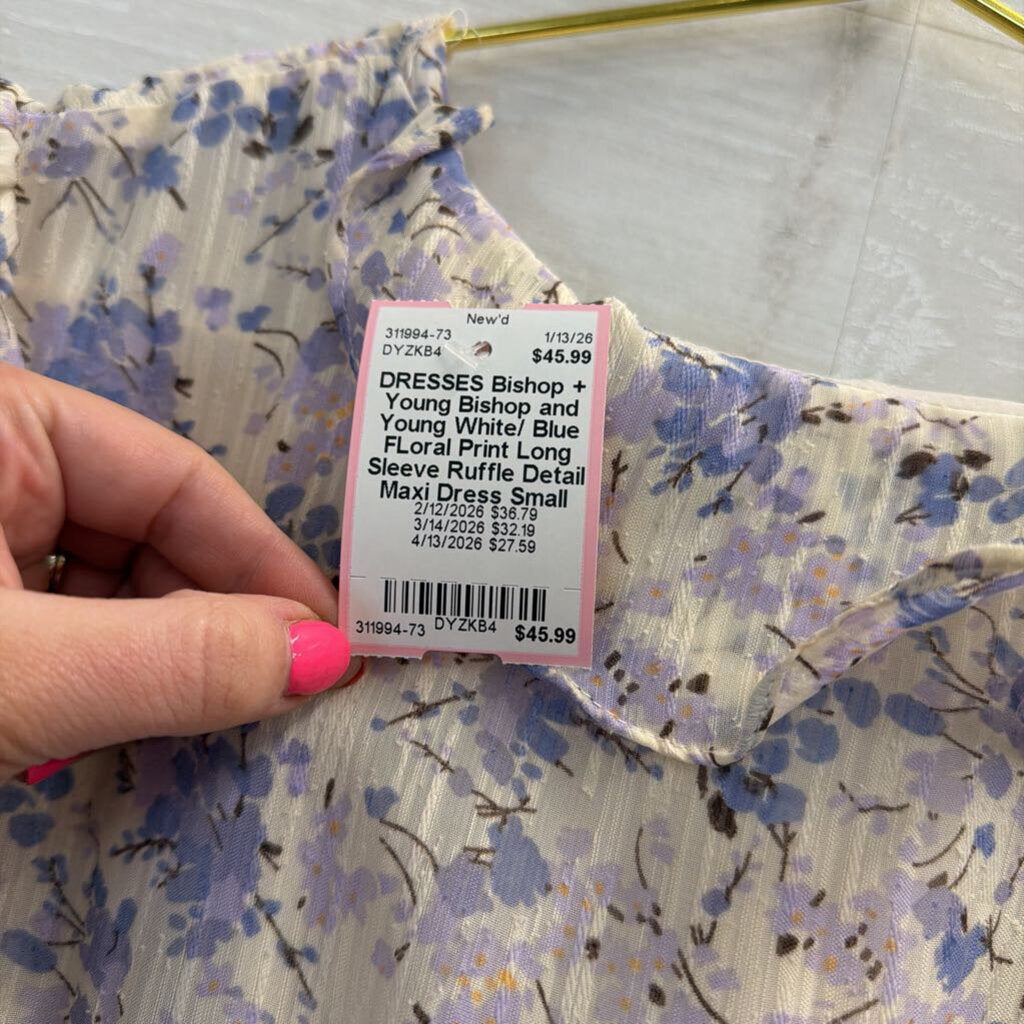 New'd
311994-73 1/13/26
DYZKB4 $45.99
DRESSES Bishop +
Young Bishop and
Young White/ Blue
FLoral Print Long
Sleeve Ruffle Detail
Maxi Dress Small
2/12/2026 $36.79
3/14/2026 $32.19
4/13/2026 $27.59
311994-73 DYZKB4 $45.99